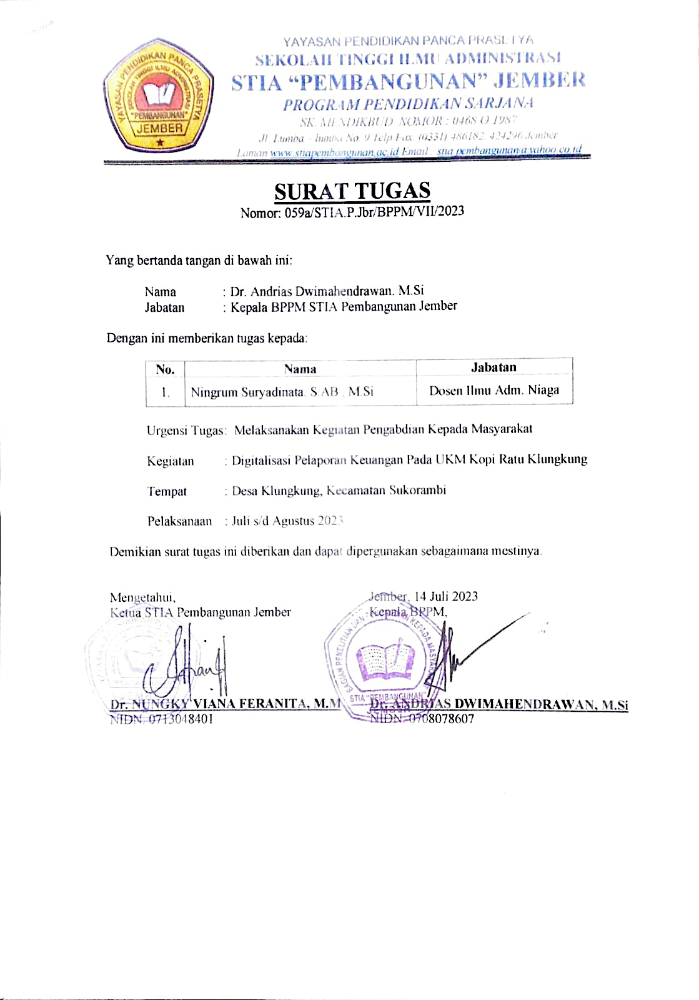 YAYASAN PENDIDIKAN PANCA PRASETYA
SEKOLAH TINGGI ILMU ADMINISTRASI
STIA “PEMBANGUNAN” JEMBER
PROGRAM PENDIDIKAN SARJANA
SK. MENDIKBUD NOMOR : 0468 O 1987
Jl. Lumba - lumba No. 9 Telp Fax. (0331) 486182, 424296 Jember
Laman www.stiapembangunan.ac.id Email : stia.pembangunan@yahoo.co.id
YAYASAN PENDIDIKAN PANCA PRASETYA
SEKOLAH TINGGI ILMU ADMINISTRASI
"PEMBANGUNAN"
JEMBER
SURAT TUGAS
Nomor: 059a/STIA.P.Jbr/BPPM/VII/2023
Yang bertanda tangan di bawah ini:
Nama : Dr. Andrias Dwimahendrawan. M.Si
Jabatan : Kepala BPPM STIA Pembangunan Jember
Dengan ini memberikan tugas kepada:
No. Nama Jabatan
1. Ningrum Suryadinata. S.AB , M.Si Dosen Ilmu Adm. Niaga
Urgensi Tugas: Melaksanakan Kegiatan Pengabdian Kepada Masyarakat
Kegiatan : Digitalisasi Pelaporan Keuangan Pada UKM Kopi Ratu Klungkung
Tempat : Desa Klungkung, Kecamatan Sukorambi
Pelaksanaan : Juli s/d Agustus 2023
Demikian surat tugas ini diberikan dan dapat dipergunakan sebagaimana mestinya.
Mengetahui, Jember, 14 Juli 2023
Ketua STIA Pembangunan Jember Kepala BPPM,
BAGIAN PENELITIAN DAN KEPADA MASYARAKAT
STIA "PEMBANGUNAN"
JEMBER
Dr. NUNGKY VIANA FERANITA, M.M Dr. ANDRIAS DWIMAHENDRAWAN, M.Si
NIDN. 0713048401 NIDN. 0708078607